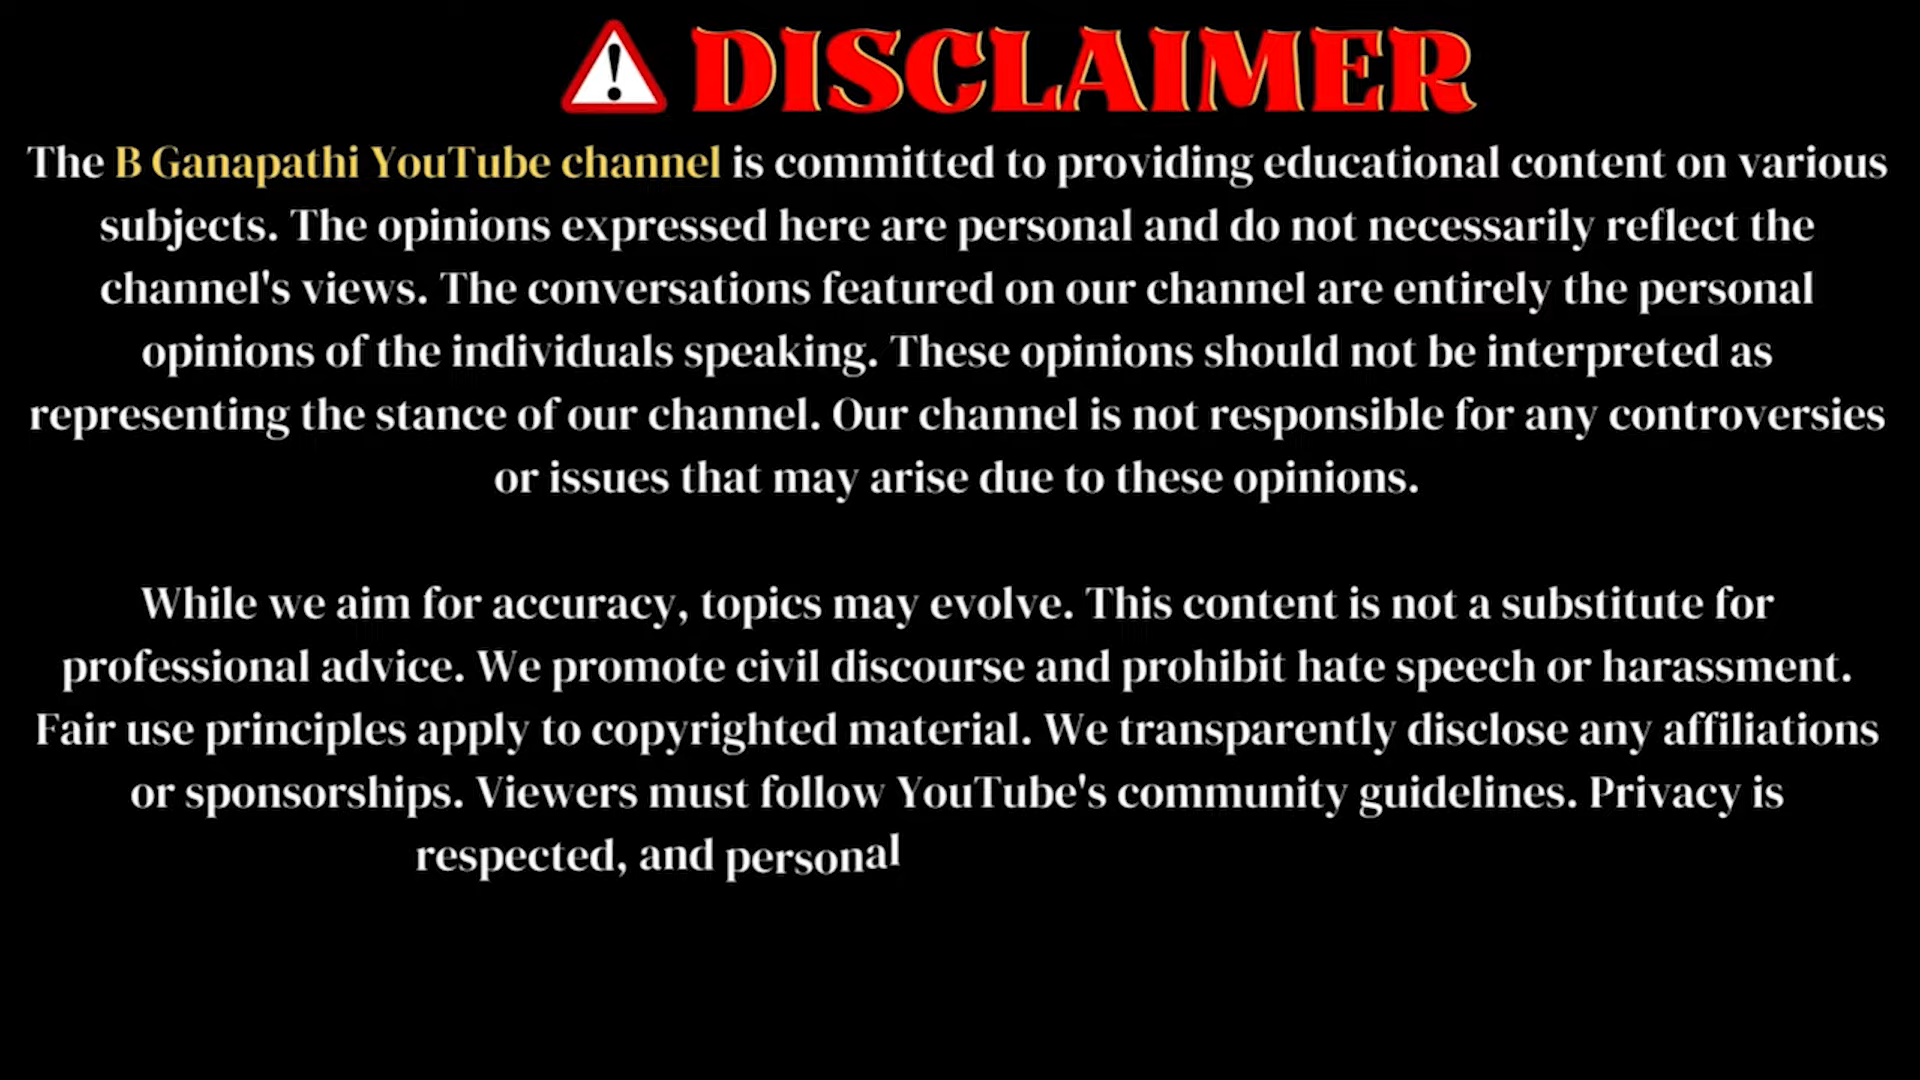 DISCLAIMER
The B Ganapathi YouTube channel is committed to providing educational content on various
subjects. The opinions expressed here are personal and do not necessarily reflect the
channel's views. The conversations featured on our channel are entirely the personal
opinions of the individuals speaking. These opinions should not be interpreted as
representing the stance of our channel. Our channel is not responsible for any controversies
or issues that may arise due to these opinions.
While we aim for accuracy, topics may evolve. This content is not a substitute for
professional advice. We promote civil discourse and prohibit hate speech or harassment.
Fair use principles apply to copyrighted material. We transparently disclose any affiliations
or sponsorships. Viewers must follow YouTube's community guidelines. Privacy is
respected, and personal